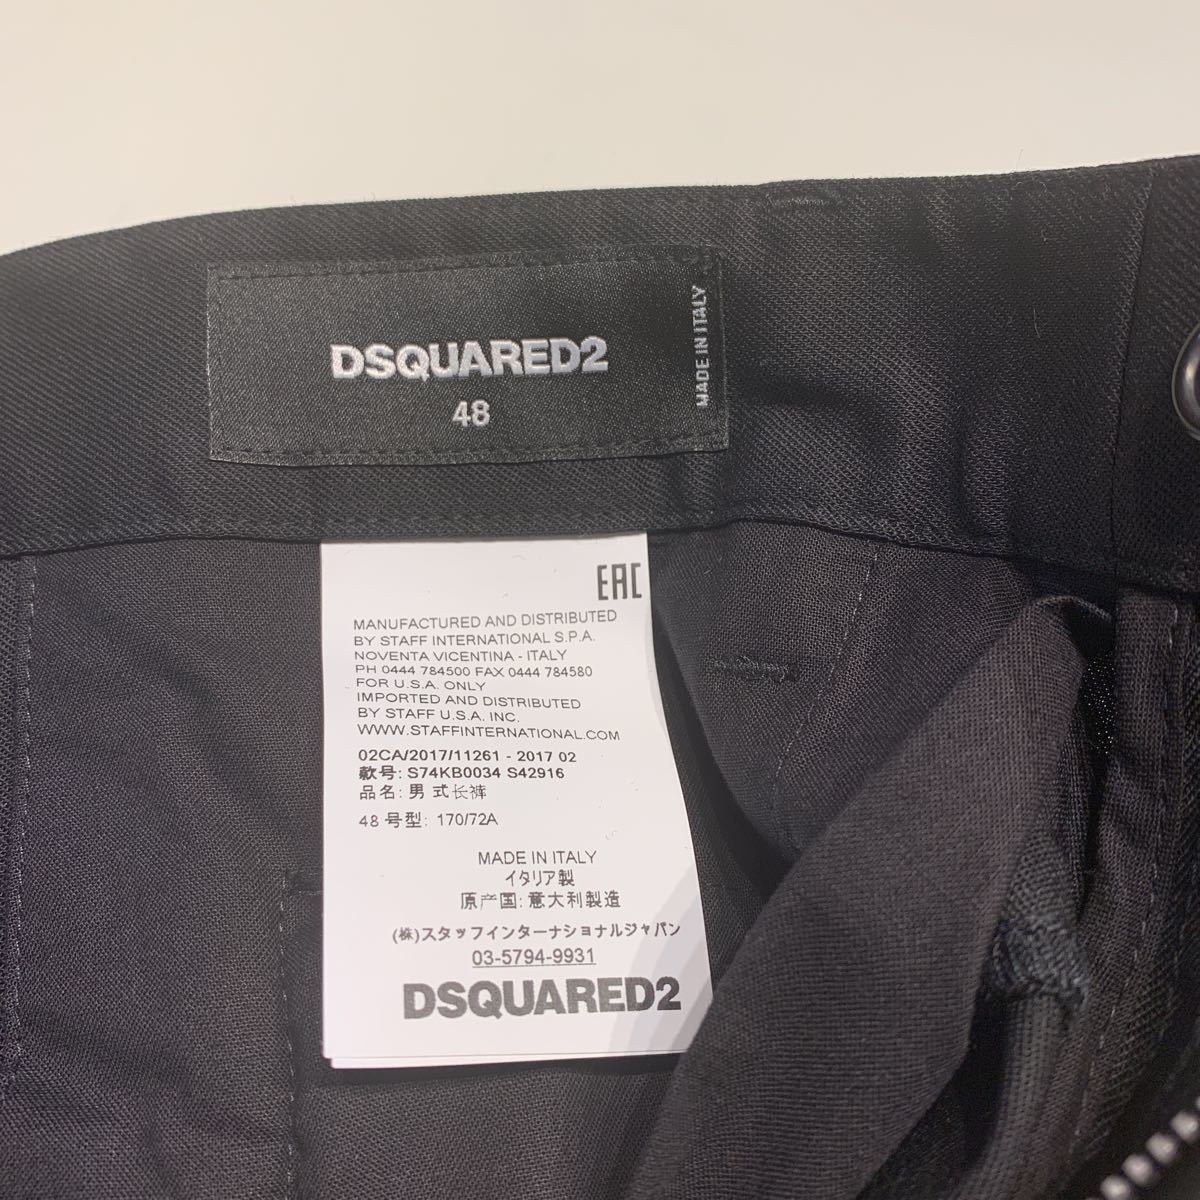 DSQUARED2
48
MADE IN ITALY
EAC
MANUFACTURED AND DISTRIBUTED
BY STAFF INTERNATIONAL S.P.A.
NOVENTA VICENTINA - ITALY
PH 0444 784500 FAX 0444 784580
FOR U.S.A. ONLY
IMPORTED AND DISTRIBUTED
BY STAFF U.S.A. INC.
WWW.STAFFINTERNATIONAL.COM
02CA/2017/11261 - 2017 02
款号: S74KB0034 S42916
品名: 男 式长裤
48 号型: 170/72A
MADE IN ITALY
イタリア製
原产国: 意大利製造
(株)スタッフインターナショナルジャパン
03-5794-9931
DSQUARED2